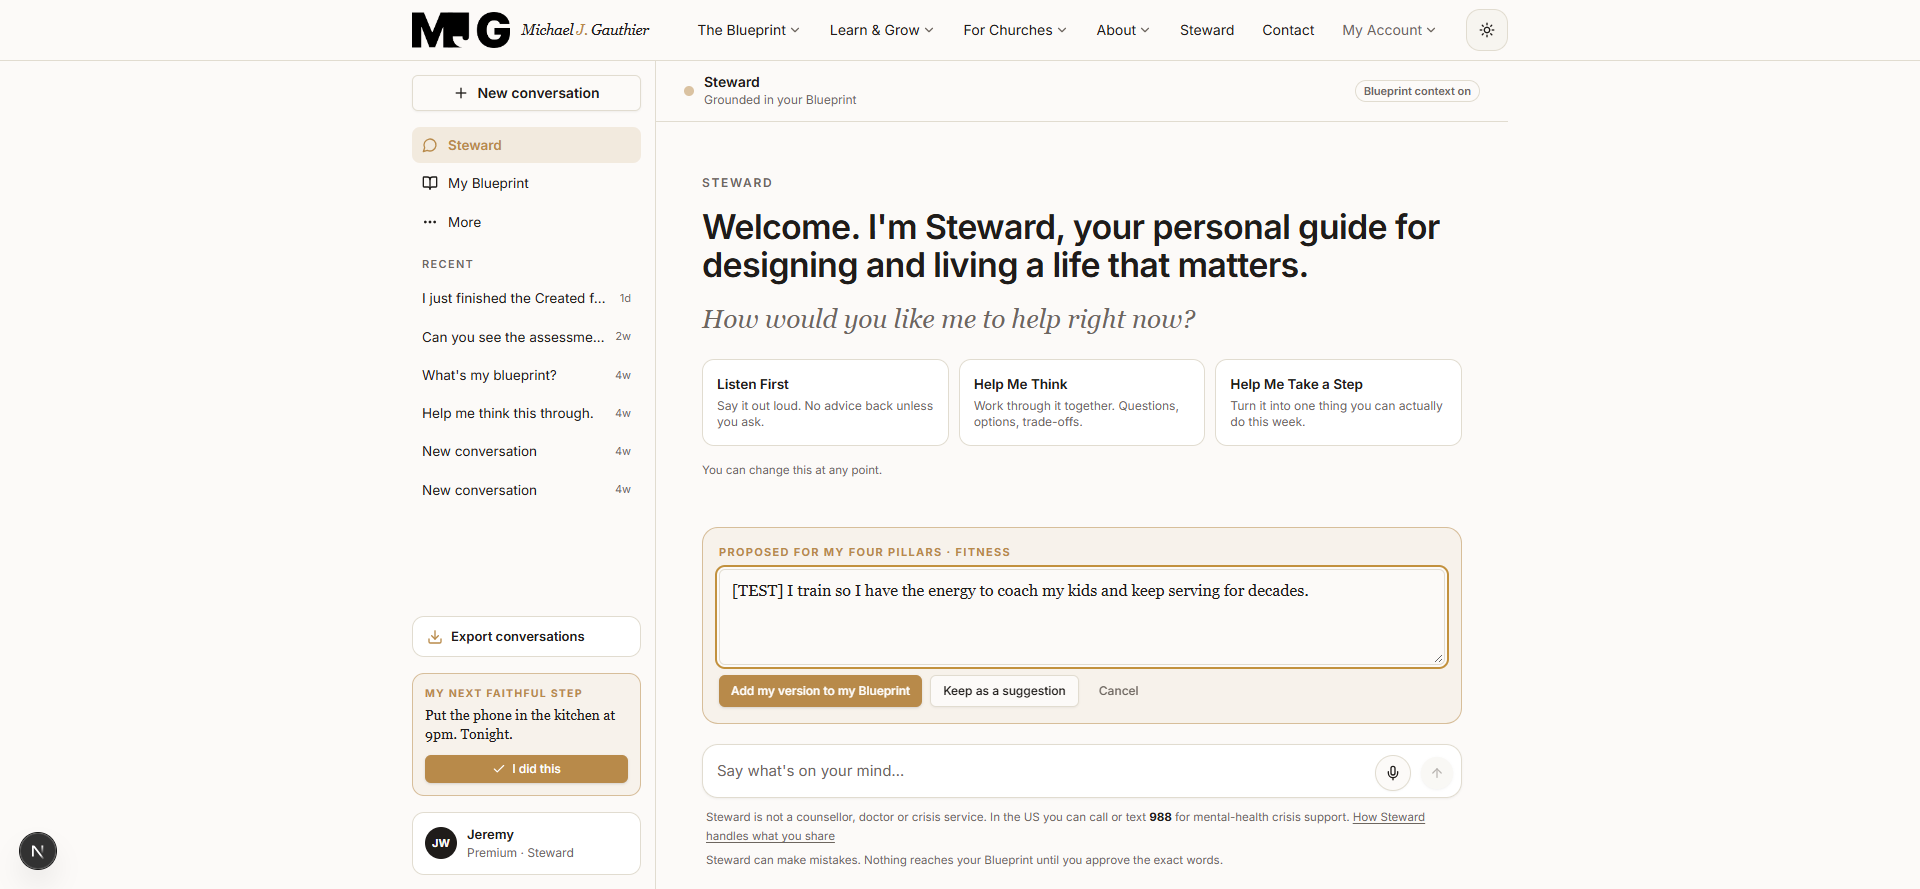 MJG Michael J. Gauthier
The Blueprint
Learn & Grow
For Churches
About
Steward
Contact
My Account
New conversation
Steward
My Blueprint
More
RECENT
I just finished the Created f... 1d
Can you see the assessme... 2w
What's my blueprint? 4w
Help me think this through. 4w
New conversation 4w
New conversation 4w
Export conversations
MY NEXT FAITHFUL STEP
Put the phone in the kitchen at
9pm. Tonight.
I did this
JW
Jeremy
Premium · Steward
N
Steward
Grounded in your Blueprint
Blueprint context on
STEWARD
Welcome. I'm Steward, your personal guide for
designing and living a life that matters.
How would you like me to help right now?
Listen First
Say it out loud. No advice back unless
you ask.
Help Me Think
Work through it together. Questions,
options, trade-offs.
Help Me Take a Step
Turn it into one thing you can actually
do this week.
You can change this at any point.
PROPOSED FOR MY FOUR PILLARS · FITNESS
[TEST] I train so I have the energy to coach my kids and keep serving for decades.
Add my version to my Blueprint
Keep as a suggestion
Cancel
Say what's on your mind...
Steward is not a counsellor, doctor or crisis service. In the US you can call or text 988 for mental-health crisis support. How Steward
handles what you share
Steward can make mistakes. Nothing reaches your Blueprint until you approve the exact words.